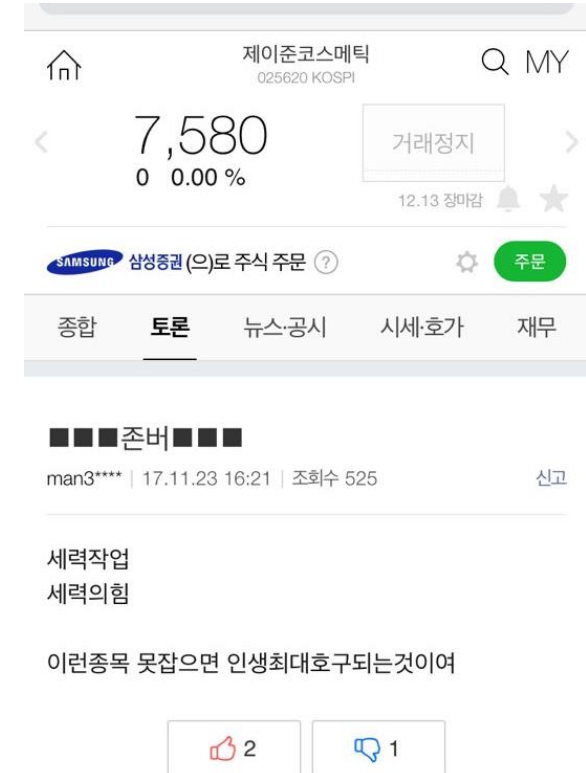 제이준코스메틱
025620 KOSPI
MY
7,580
0 0.00 %
거래정지
12.13 장마감
SAMSUNG 삼성증권 (으)로 주식 주문 ?
주문
종합 토론 뉴스·공시 시세·호가 재무
■■■존버■■■
man3**** | 17.11.23 16:21 | 조회수 525
신고
세력작업
세력의힘
이런종목 못잡으면 인생최대호구되는것이여
2
1